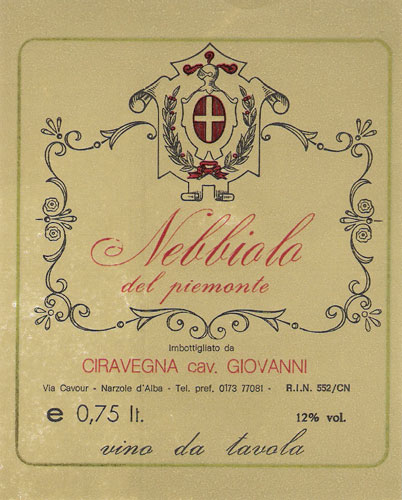 Nebbiolo
del piemonte
Imbottigliato da
CIRAVEGNA cav. GIOVANNI
Via Cavour - Narzole d'Alba - Tel. pref. 0173 77081 - R.I.N. 552/CN
e 0,75 lt. 12% vol.
vino da tavola